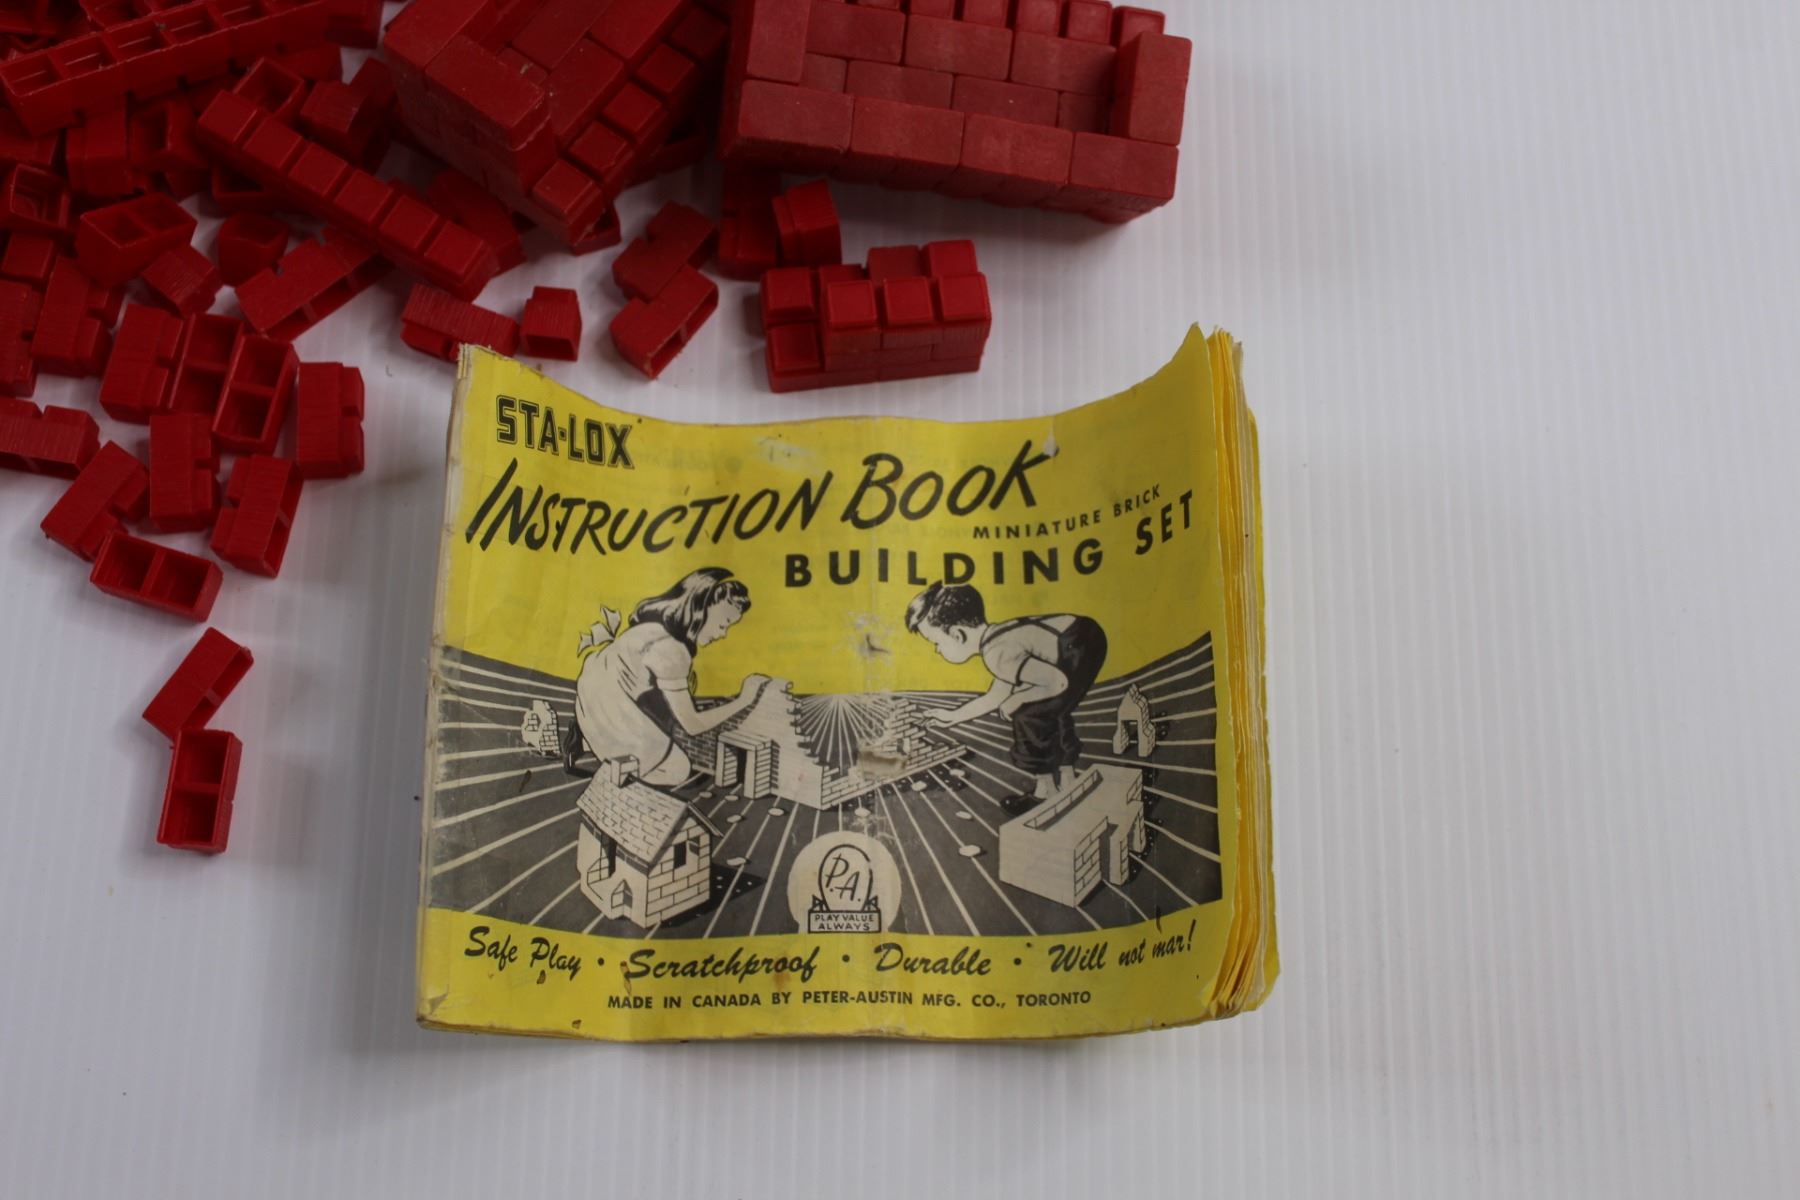 STA-LOX
INSTRUCTION BOOK
MINIATURE BRICK
BUILDING SET
P.A.
PLAY VALUE
ALWAYS
Safe Play • Scratchproof • Durable • Will not mar!
MADE IN CANADA BY PETER-AUSTIN MFG. CO., TORONTO